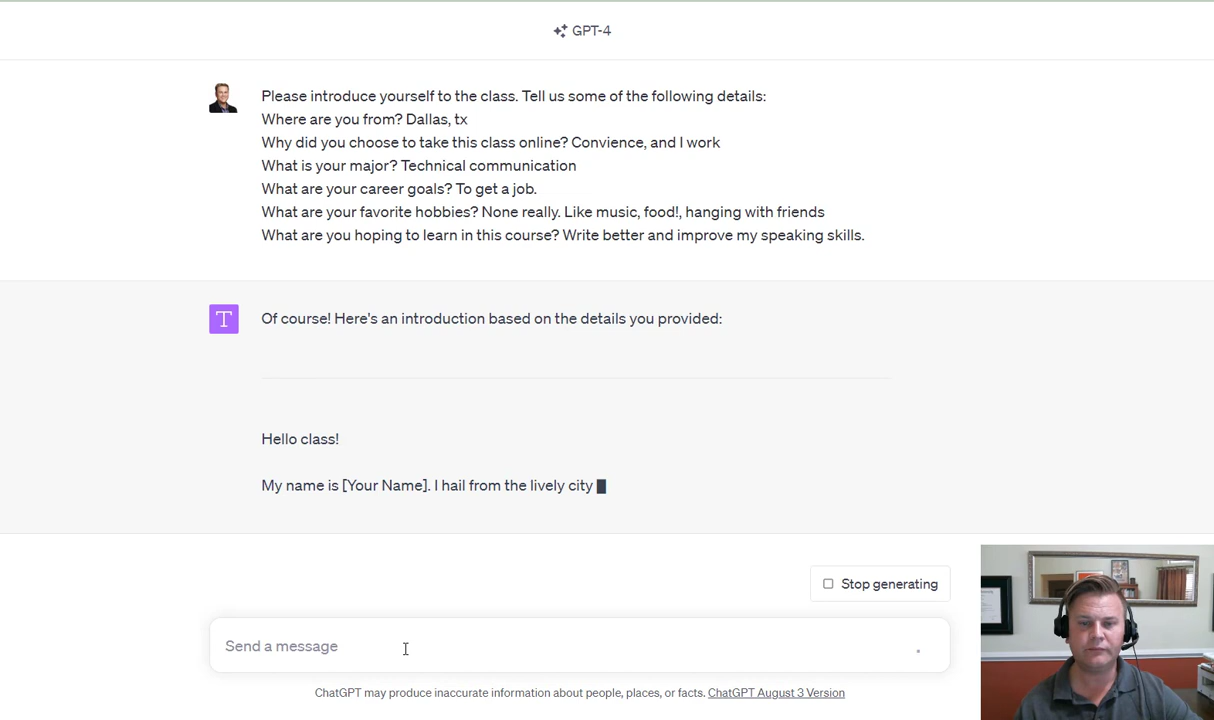 GPT-4
Please introduce yourself to the class. Tell us some of the following details:
Where are you from? Dallas, tx
Why did you choose to take this class online? Convience, and I work
What is your major? Technical communication
What are your career goals? To get a job.
What are your favorite hobbies? None really. Like music, food!, hanging with friends
What are you hoping to learn in this course? Write better and improve my speaking skills.
T
Of course! Here's an introduction based on the details you provided:
Hello class!
My name is [Your Name]. I hail from the lively city
Stop generating
Send a message
ChatGPT may produce inaccurate information about people, places, or facts. ChatGPT August 3 Version